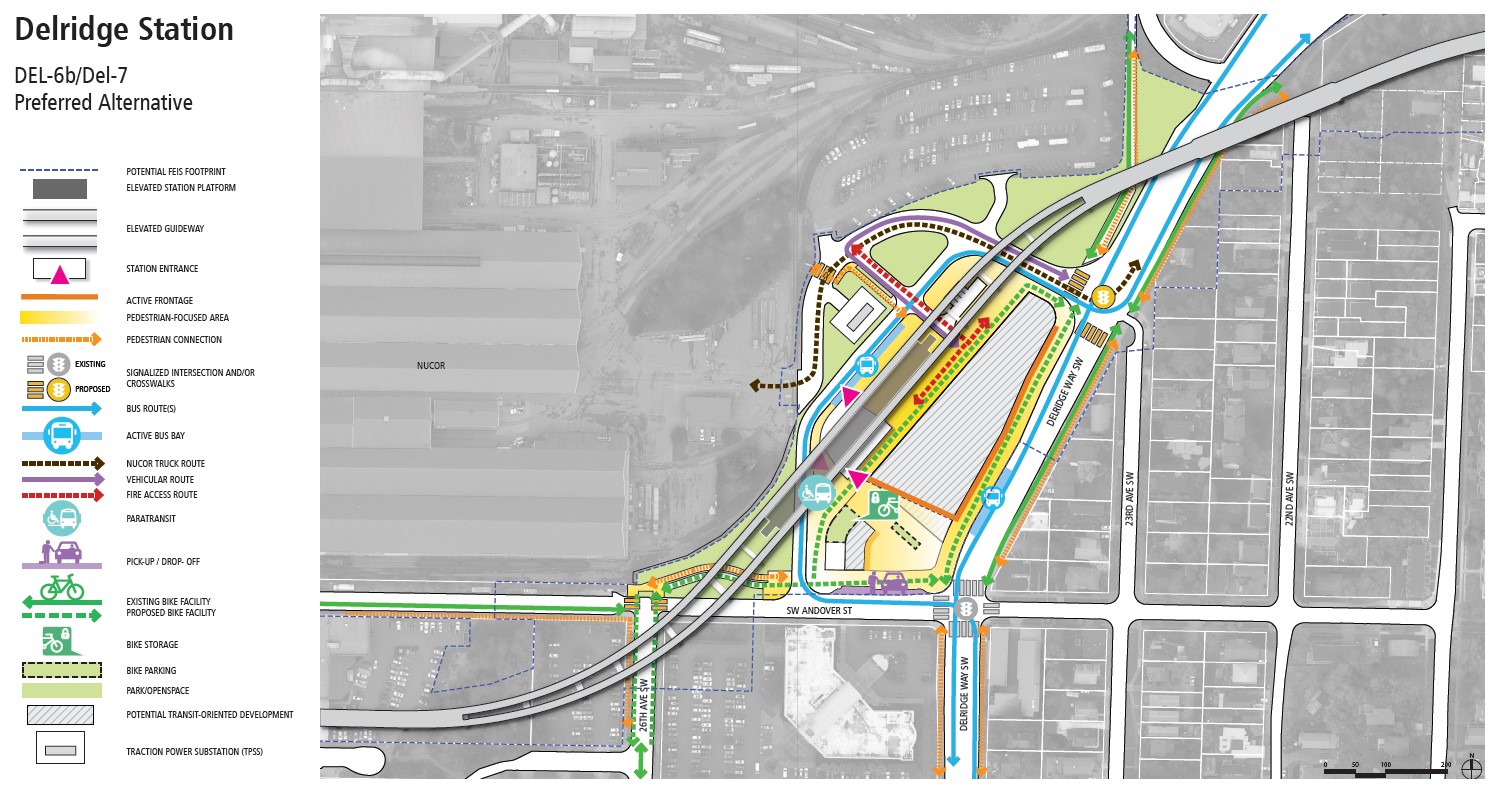 Delridge Station
DEL-6b/Del-7
Preferred Alternative
POTENTIAL FEIS FOOTPRINT
ELEVATED STATION PLATFORM
ELEVATED GUIDEWAY
STATION ENTRANCE
ACTIVE FRONTAGE
PEDESTRIAN-FOCUSED AREA
PEDESTRIAN CONNECTION
EXISTING
PROPOSED
SIGNALIZED INTERSECTION AND/OR
CROSSWALKS
BUS ROUTE(S)
ACTIVE BUS BAY
NUCOR TRUCK ROUTE
VEHICULAR ROUTE
FIRE ACCESS ROUTE
PARATRANSIT
PICK-UP / DROP- OFF
EXISTING BIKE FACILITY
PROPOSED BIKE FACILITY
BIKE STORAGE
BIKE PARKING
PARK/OPENSPACE
POTENTIAL TRANSIT-ORIENTED DEVELOPMENT
TRACTION POWER SUBSTATION (TPSS)
NUCOR
DELRIDGE WAY SW
23RD AVE SW
22ND AVE SW
SW ANDOVER ST
26TH AVE SW
DELRIDGE WAY SW
0 50 100 200
N